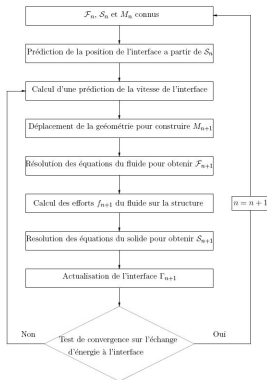 𝓕ₙ, 𝓢ₙ et Mₙ connus
Prédiction de la position de l'interface a partir de 𝓢ₙ
Calcul d'une prédiction de la vitesse de l'interface
Déplacement de la geéométrie pour construire Mₙ₊₁
Résolution des équations du fluide pour obtenir 𝓕ₙ₊₁
Calcul des efforts fₙ₊₁ du fluide sur la structure
n = n + 1
Resolution des équations du solide pour obtenir 𝓢ₙ₊₁
Actualisation de l'interface Γₙ₊₁
Non
Oui
Test de convergence sur l'échange
d'énergie à l'interface